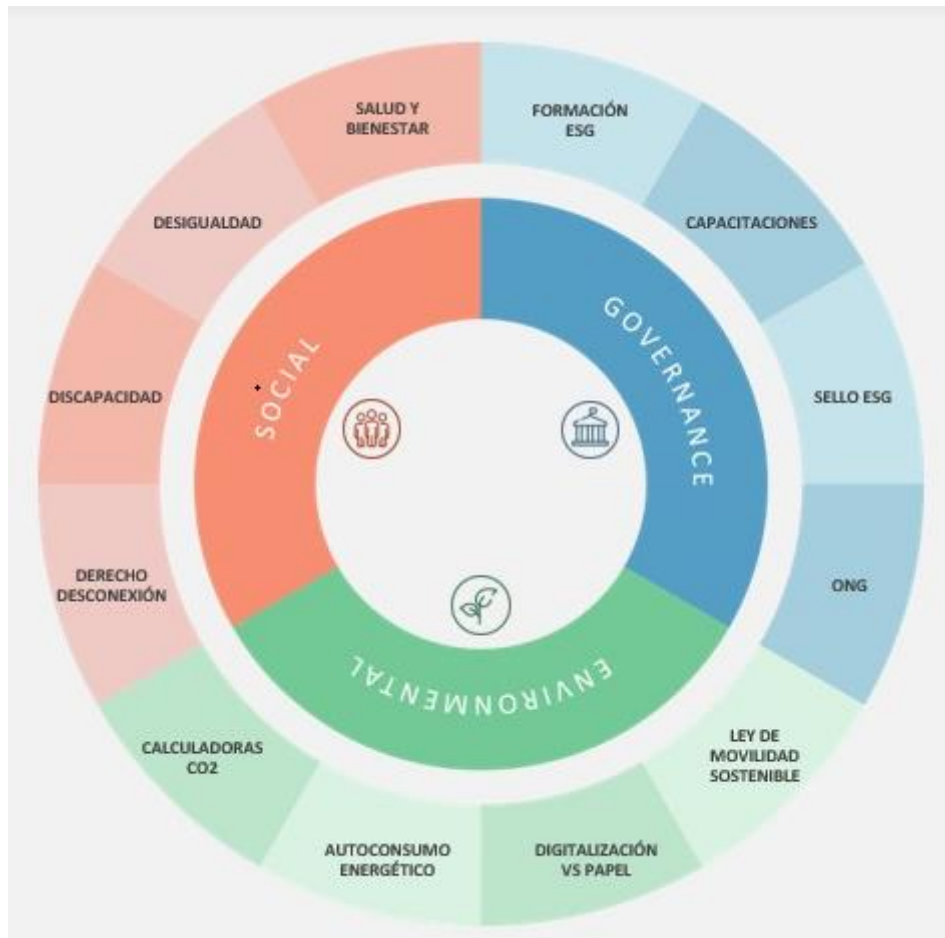 SALUD Y
BIENESTAR
FORMACIÓN
ESG
DESIGUALDAD
CAPACITACIONES
SOCIAL
GOVERNANCE
DISCAPACIDAD
SELLO ESG
DERECHO
DESCONEXIÓN
ONG
ENVIRONMENTAL
CALCULADORAS
CO2
LEY DE
MOVILIDAD
SOSTENIBLE
AUTOCONSUMO
ENERGÉTICO
DIGITALIZACIÓN
VS PAPEL